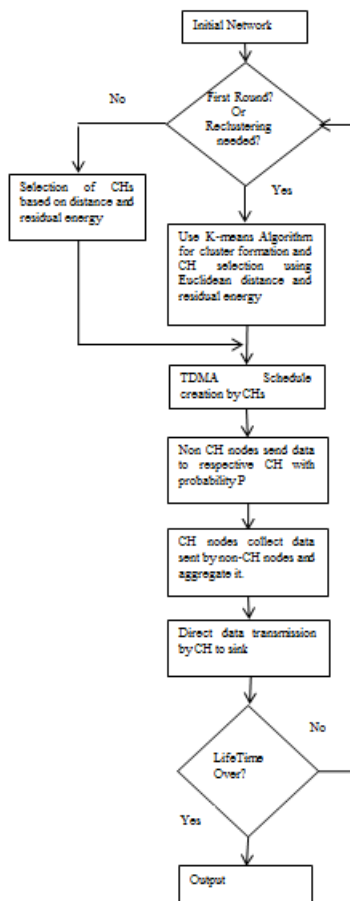 Initial Network
First Round?
Or
Reclustering
needed?
No
Yes
Selection of CHs
based on distance and
residual energy
Use K-means Algorithm
for cluster formation and
CH selection using
Euclidean distance and
residual energy
TDMA Schedule
creation by CHs
Non CH nodes send data
to respective CH with
probability P
CH nodes collect data
sent by non-CH nodes and
aggregate it.
Direct data transmission
by CH to sink
LifeTime
Over?
No
Yes
Output